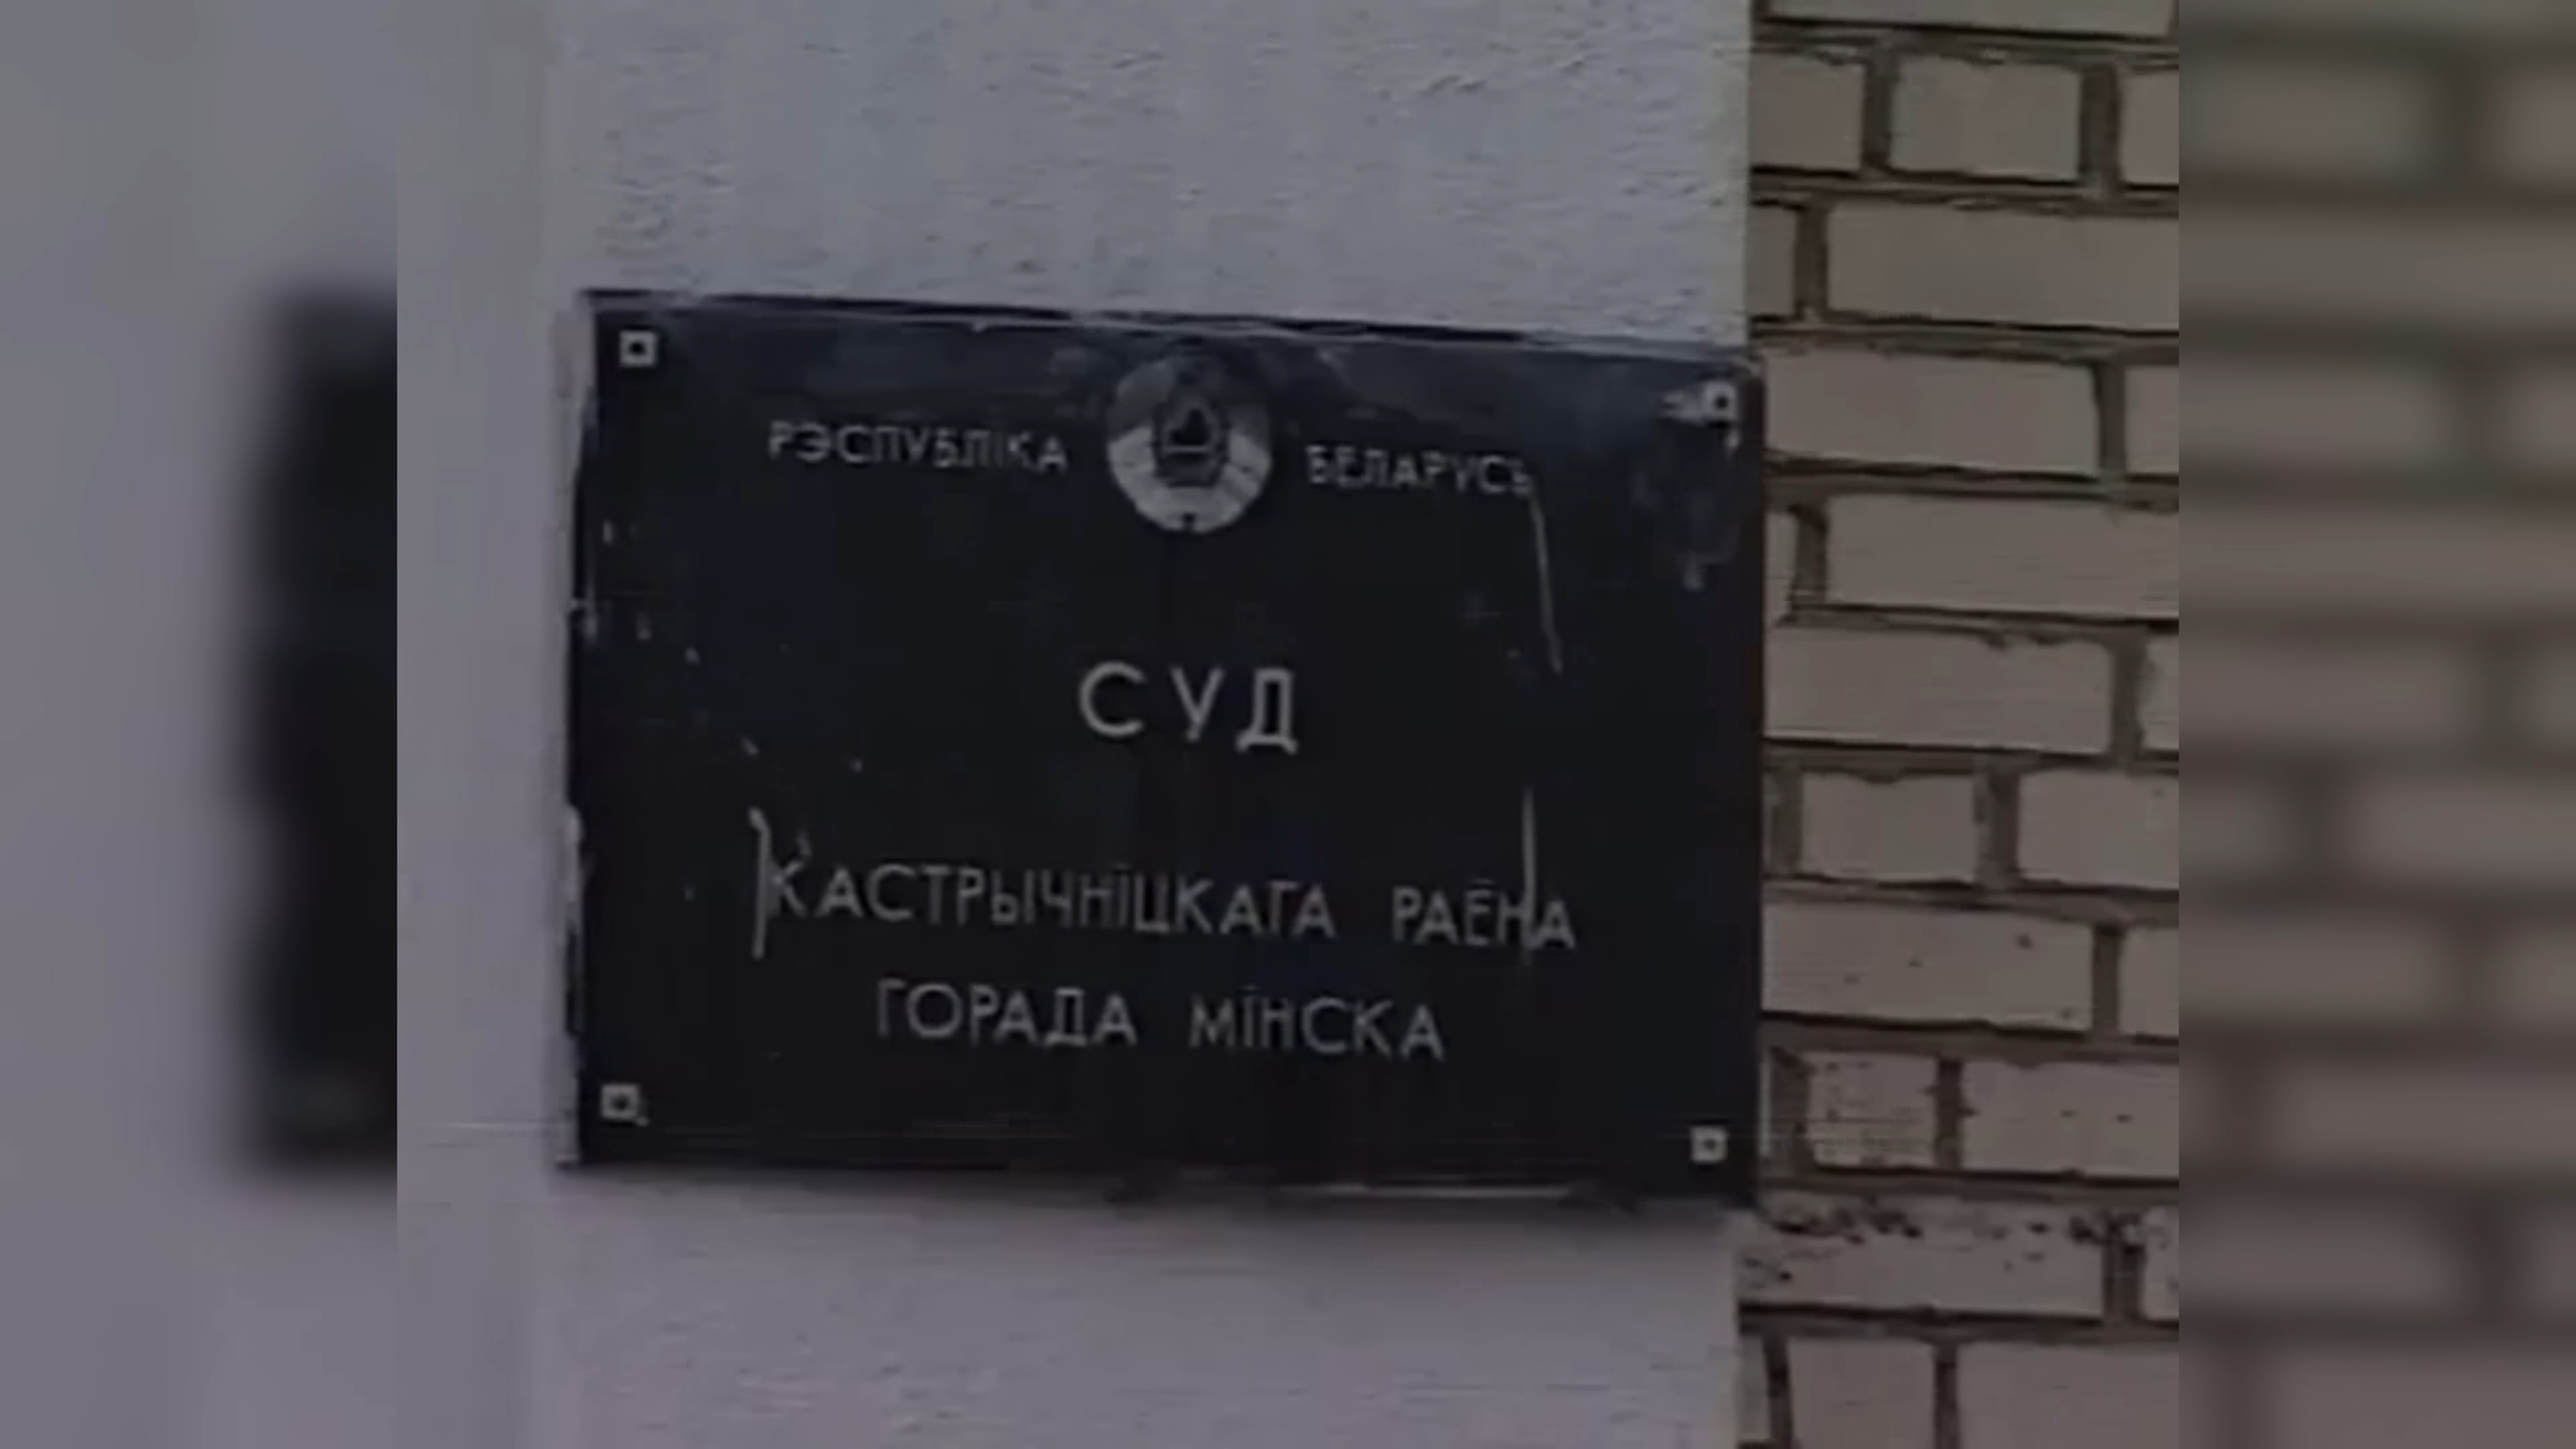 РЭСПУБЛІКА БЕЛАРУСЬ
СУД
КАСТРЫЧНІЦКАГА РАЁНА
ГОРАДА МІНСКА